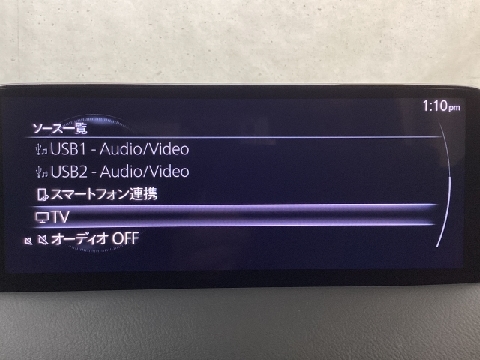 1:10pm
ソース一覧
USB1 - Audio/Video
USB2 - Audio/Video
スマートフォン連携
TV
オーディオ OFF